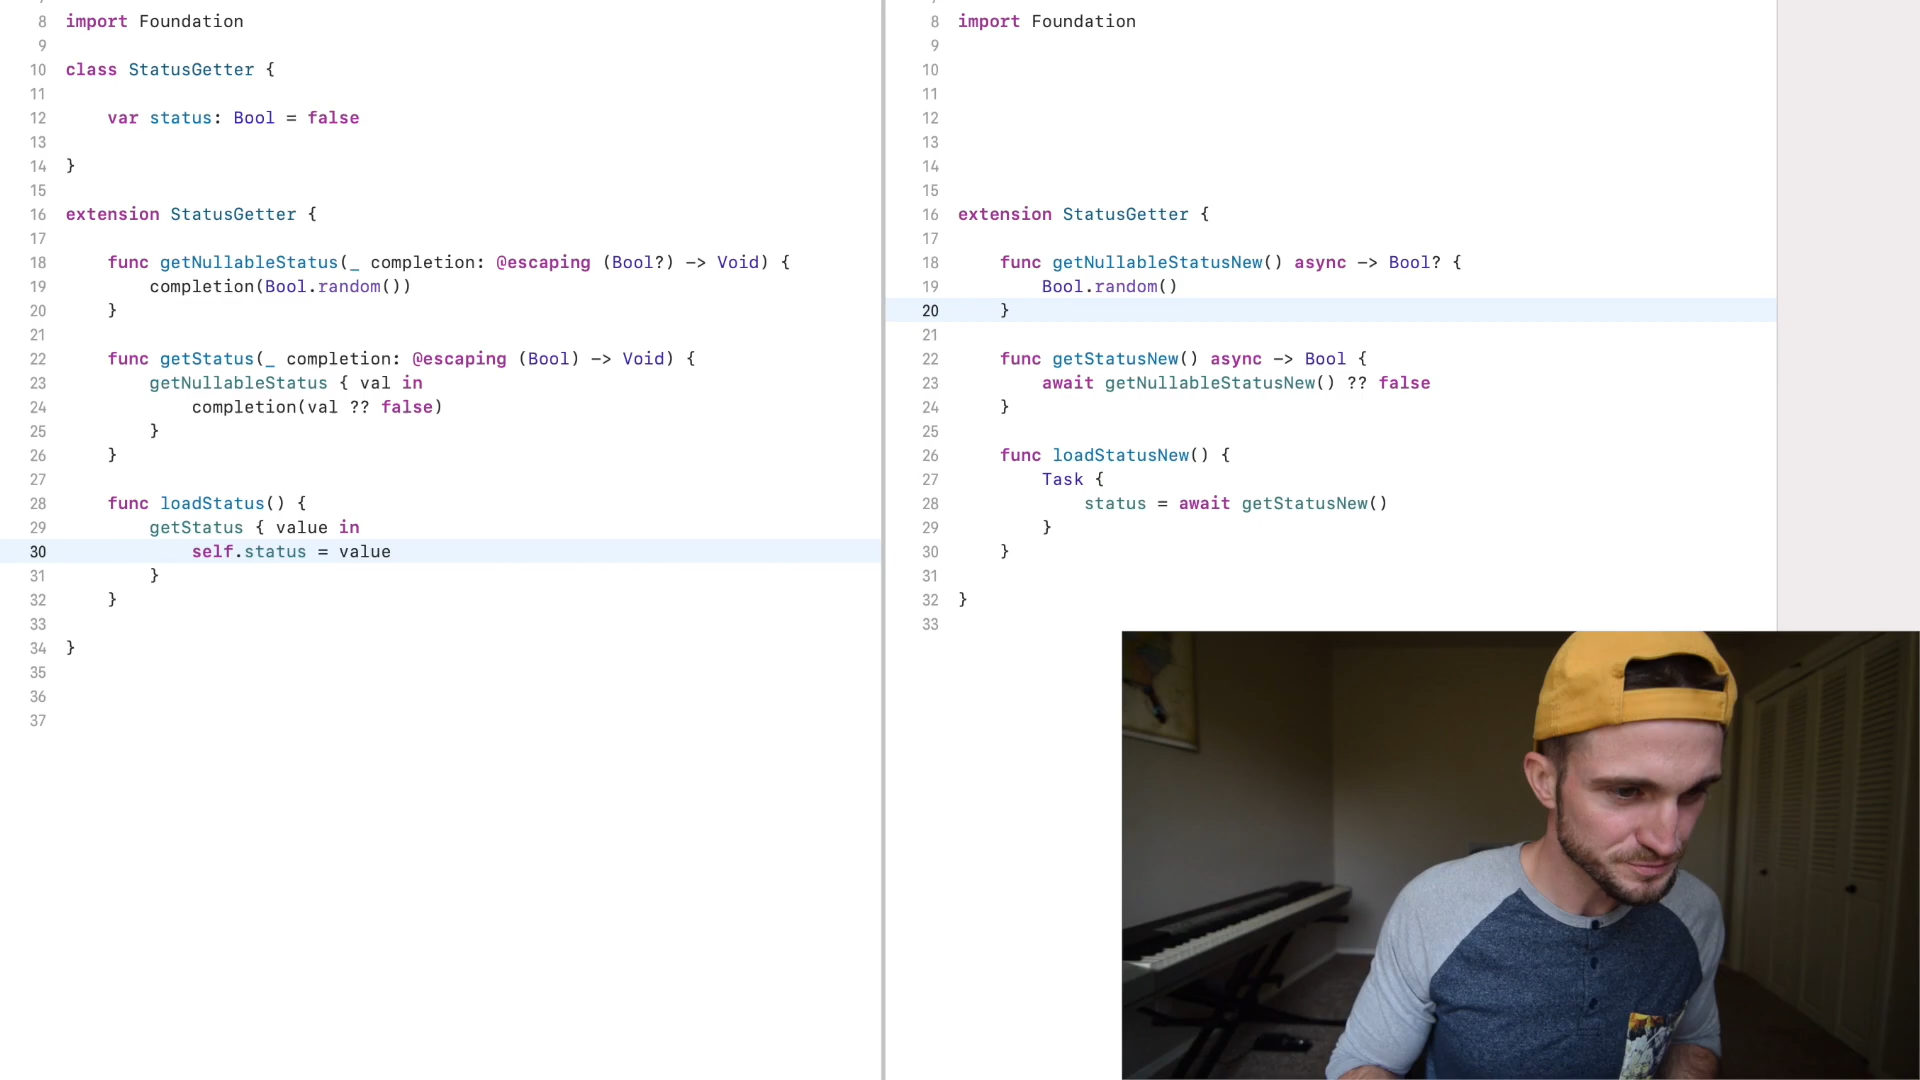 8 import Foundation
9
10 class StatusGetter {
11
12 var status: Bool = false
13
14 }
15
16 extension StatusGetter {
17
18 func getNullableStatus(_ completion: @escaping (Bool?) -> Void) {
19 completion(Bool.random())
20 }
21
22 func getStatus(_ completion: @escaping (Bool) -> Void) {
23 getNullableStatus { val in
24 completion(val ?? false)
25 }
26 }
27
28 func loadStatus() {
29 getStatus { value in
30 self.status = value
31 }
32 }
33
34 }
35
36
37
8 import Foundation
9
10
11
12
13
14
15
16 extension StatusGetter {
17
18 func getNullableStatusNew() async -> Bool? {
19 Bool.random()
20 }
21
22 func getStatusNew() async -> Bool {
23 await getNullableStatusNew() ?? false
24 }
25
26 func loadStatusNew() {
27 Task {
28 status = await getStatusNew()
29 }
30 }
31
32 }
33